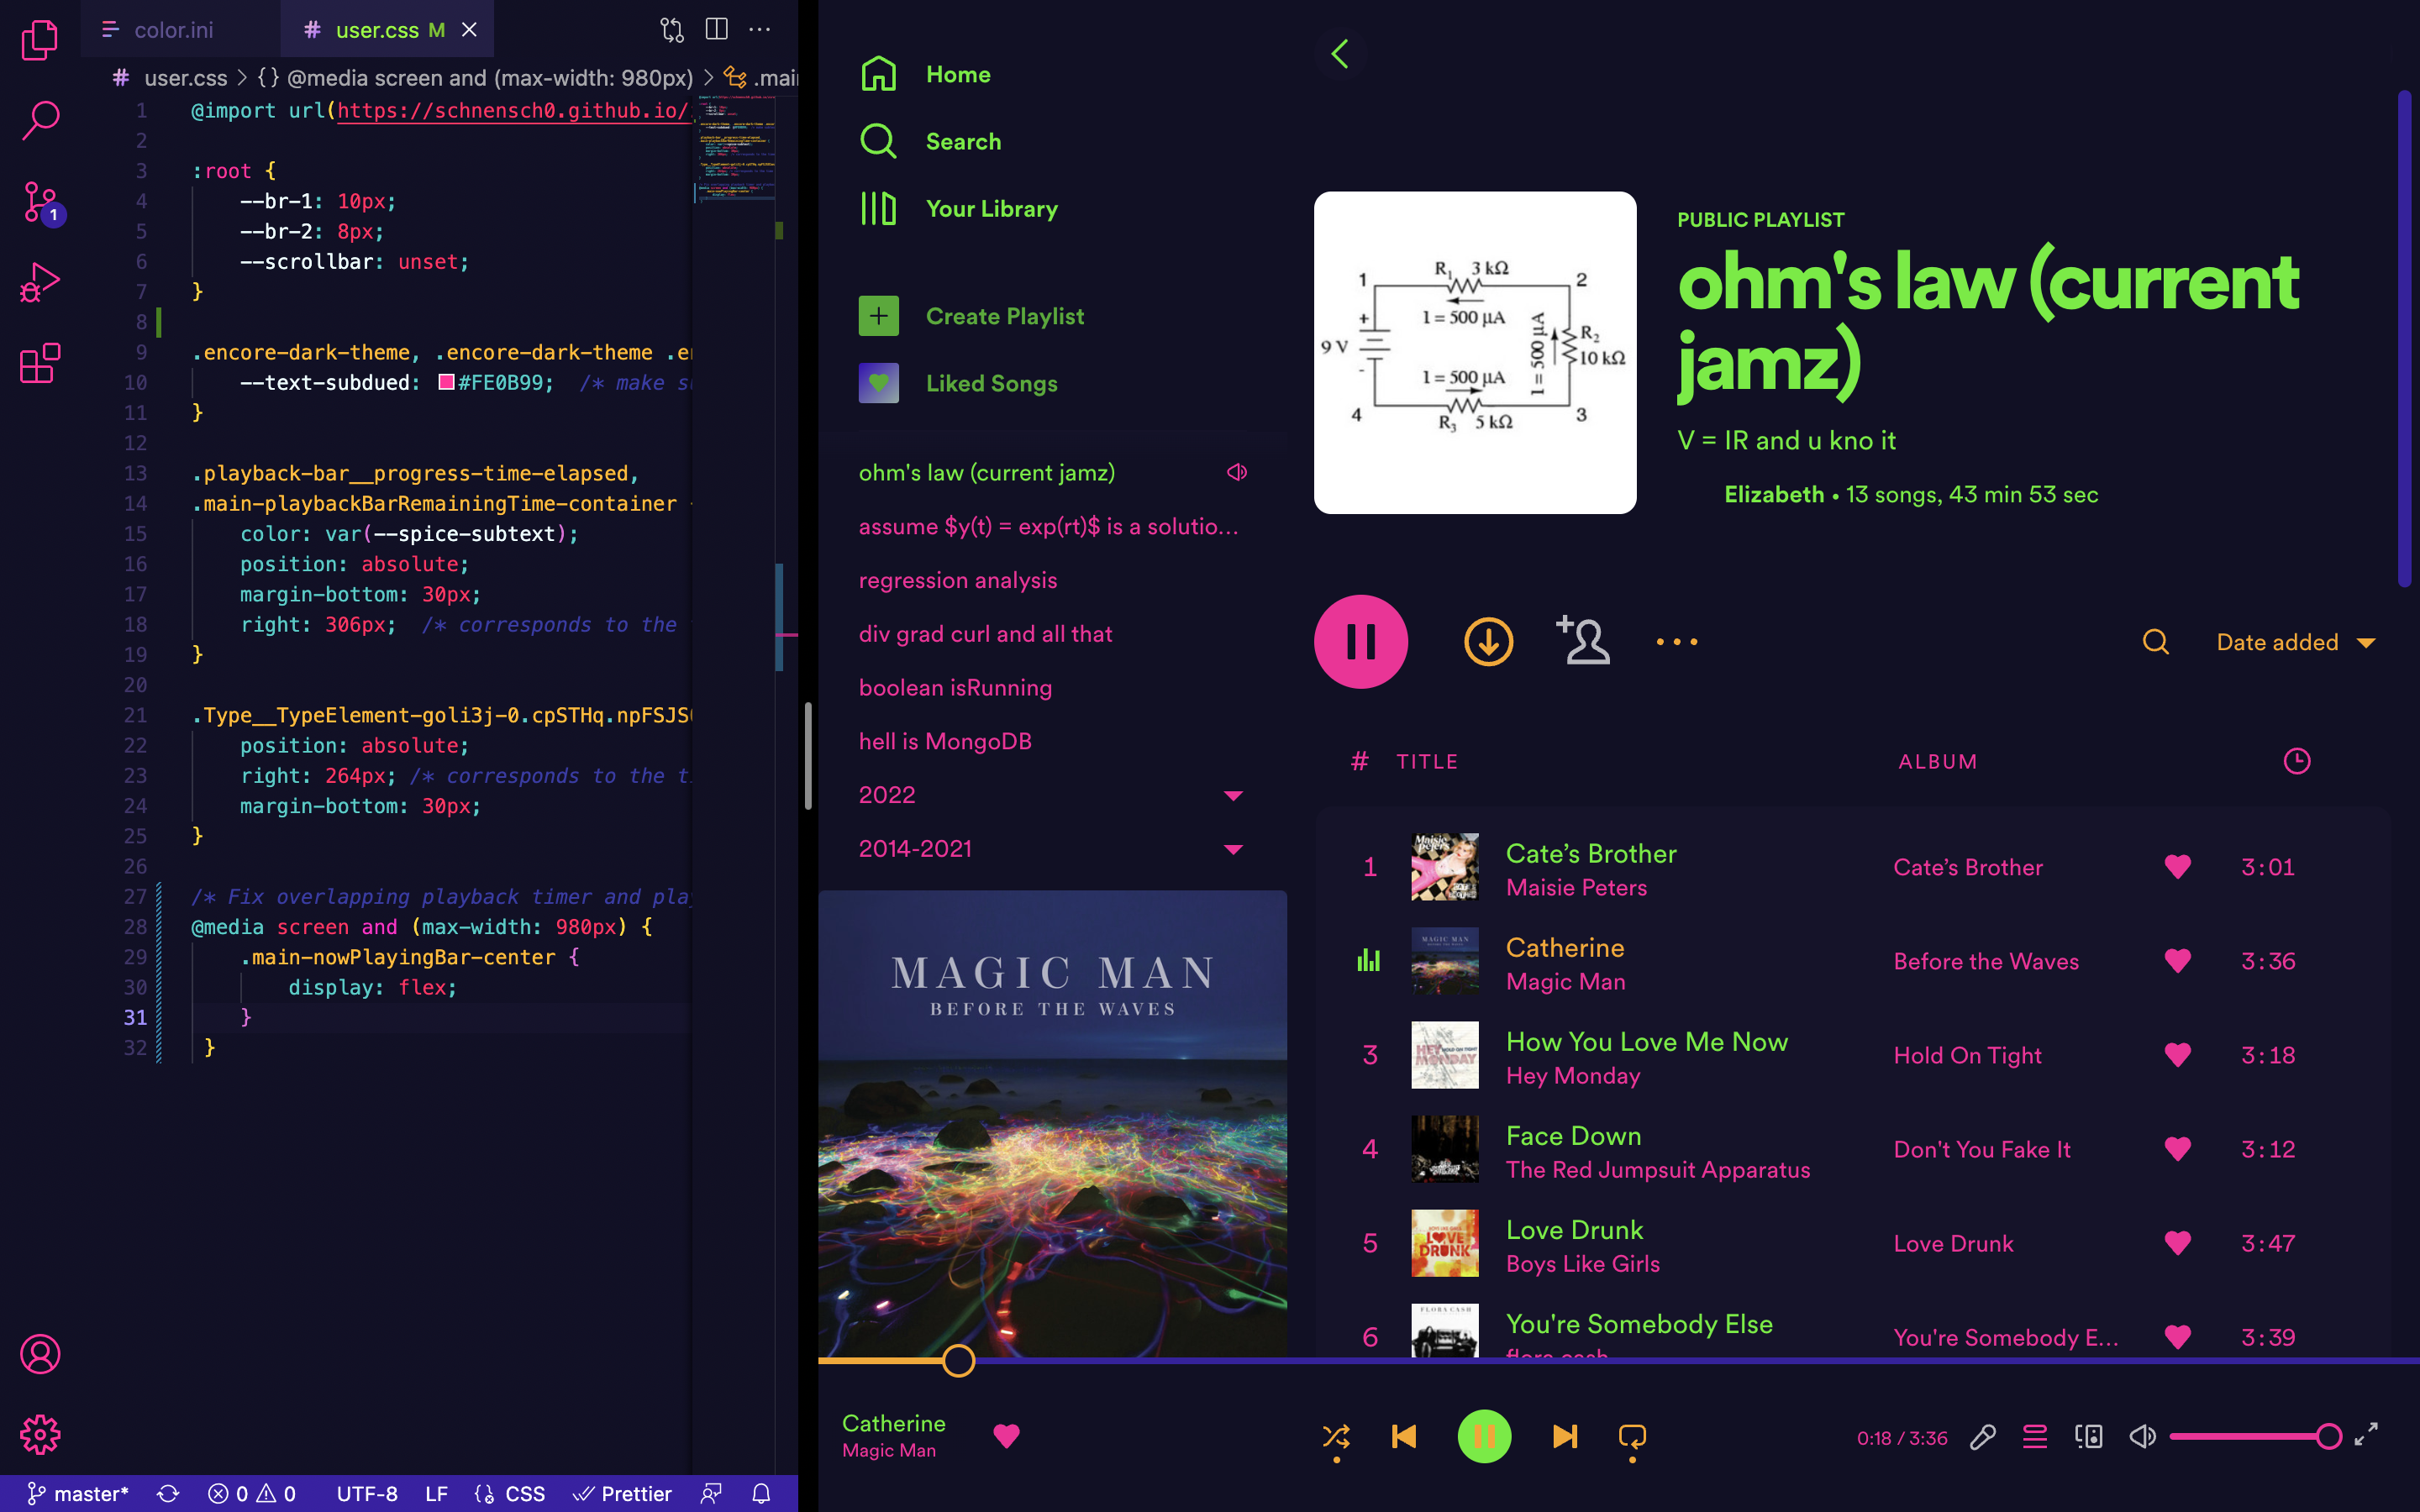 color.ini
user.css M
# user.css > {} @media screen and (max-width: 980px) > .mai
1 @import url(https://schnensch0.github.io/
2
3 :root {
4 --br-1: 10px;
5 --br-2: 8px;
6 --scrollbar: unset;
7 }
8
9 .encore-dark-theme, .encore-dark-theme .e
10 --text-subdued: #FE0B99; /* make s
11 }
12
13 .playback-bar__progress-time-elapsed,
14 .main-playbackBarRemainingTime-container
15 color: var(--spice-subtext);
16 position: absolute;
17 margin-bottom: 30px;
18 right: 306px; /* corresponds to the
19 }
20
21 .Type__TypeElement-goli3j-0.cpSTHq.npFSJS
22 position: absolute;
23 right: 264px; /* corresponds to the t
24 margin-bottom: 30px;
25 }
26
27 /* Fix overlapping playback timer and pla
28 @media screen and (max-width: 980px) {
29 .main-nowPlayingBar-center {
30 display: flex;
31 }
32 }
1
master*
0 0
UTF-8
LF
CSS
Prettier
Home
Search
Your Library
Create Playlist
Liked Songs
ohm's law (current jamz)
assume $y(t) = exp(rt)$ is a solutio...
regression analysis
div grad curl and all that
boolean isRunning
hell is MongoDB
2022
2014-2021
MAGIC MAN
BEFORE THE WAVES
R1 3 kΩ
1
2
+
I = 500 μA
9 V
I = 500 μA
R2
10 kΩ
-
I = 500 μA
4
3
R3 5 kΩ
PUBLIC PLAYLIST
ohm's law (current
jamz)
V = IR and u kno it
Elizabeth • 13 songs, 43 min 53 sec
Date added
# TITLE ALBUM
1 Cate’s Brother Cate’s Brother 3:01
Maisie Peters
Catherine Before the Waves 3:36
Magic Man
3 How You Love Me Now Hold On Tight 3:18
Hey Monday
4 Face Down Don't You Fake It 3:12
The Red Jumpsuit Apparatus
5 Love Drunk Love Drunk 3:47
Boys Like Girls
6 You're Somebody Else You're Somebody E... 3:39
flora cash
Catherine
Magic Man
0:18 / 3:36